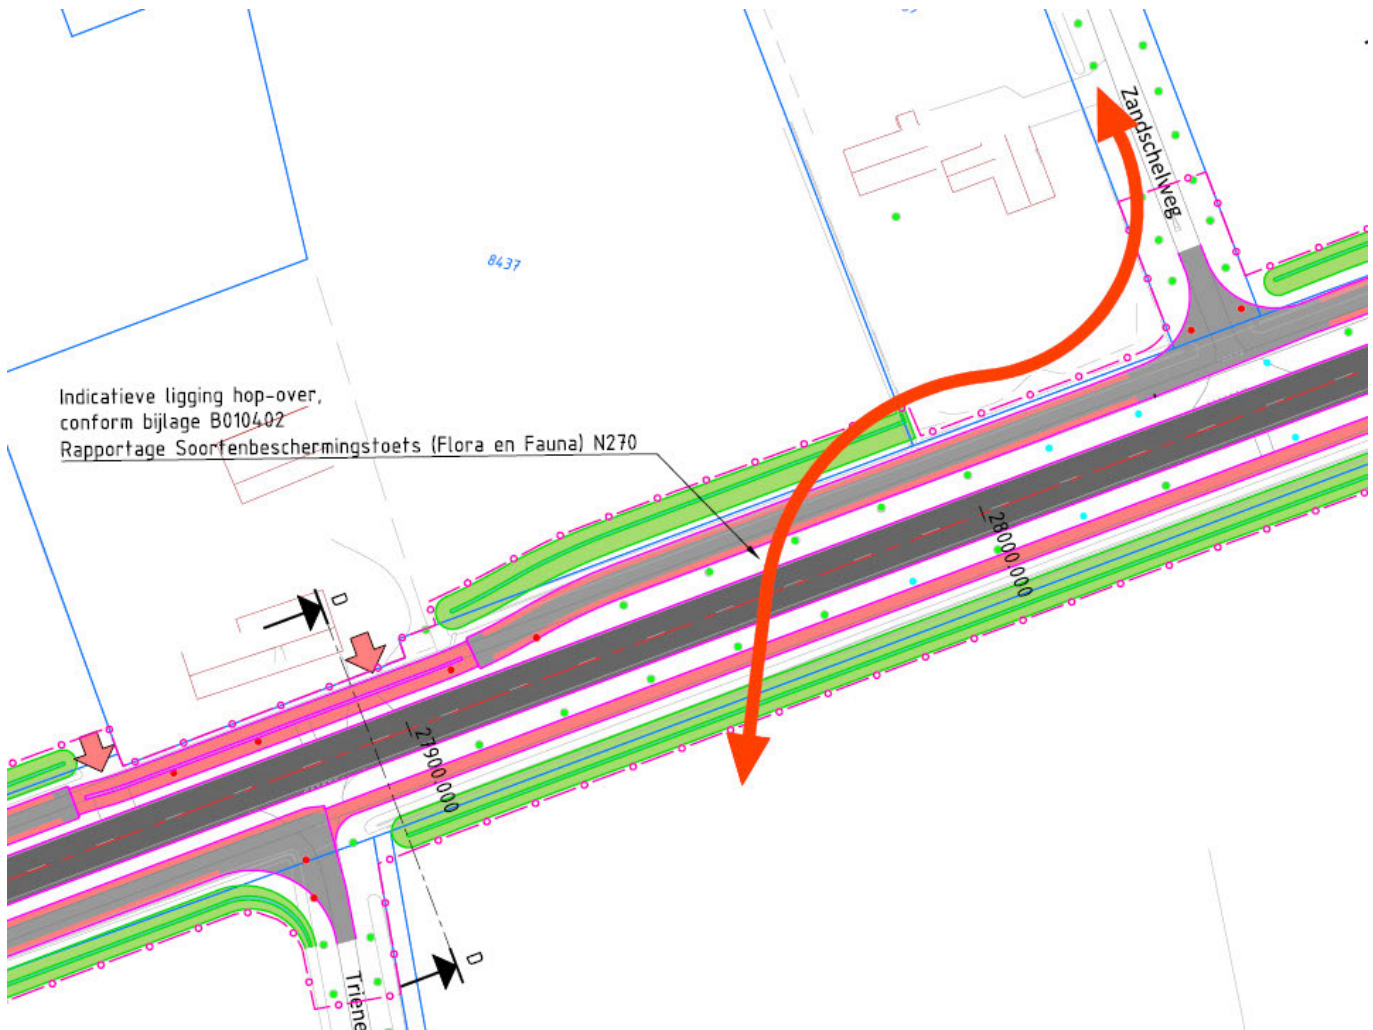 Zandschelweg
8437
Indicatieve ligging hop-over,
conform bijlage B010402
Rapportage Soortenbeschermingstoets (Flora en Fauna) N270
28000.000
D
27900.000
D
Triene